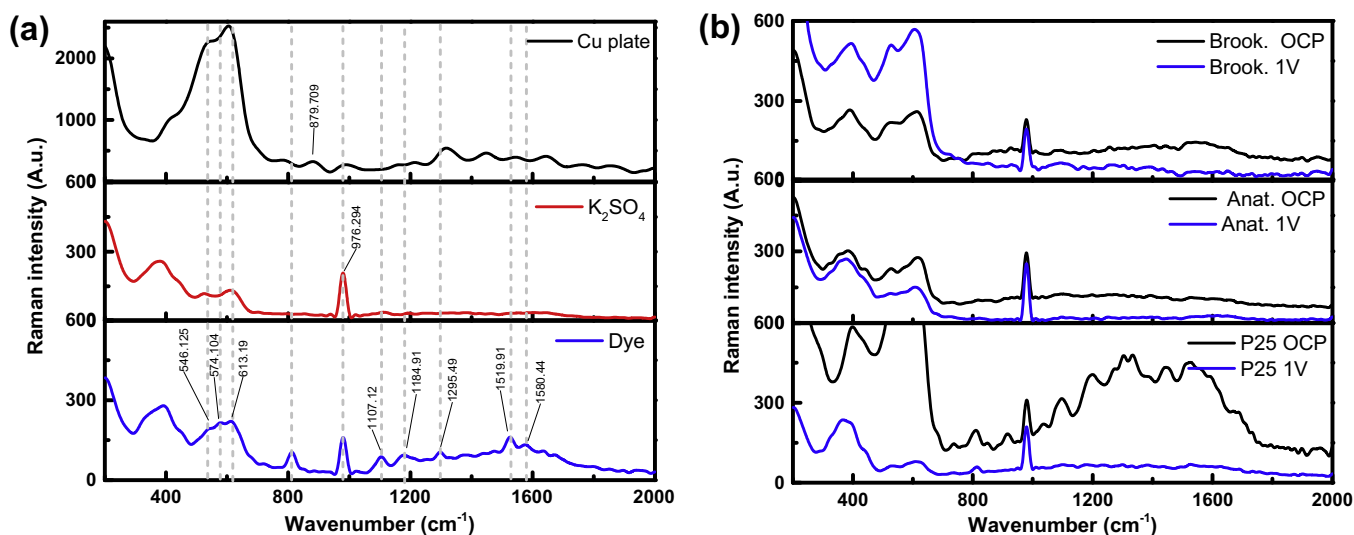 (a)
Raman intensity (A.u.)
2000
1000
Cu plate
879.709
600
300
K₂SO₄
976.294
600
300
0
Dye
546.125
574.104
613.19
1107.12
1184.91
1295.49
1519.91
1580.44
400
800
1200
1600
2000
Wavenumber (cm⁻¹)
(b)
Raman intensity (A.u.)
600
300
Brook. OCP
Brook. 1V
600
300
Anat. OCP
Anat. 1V
600
300
0
P25 OCP
P25 1V
400
800
1200
1600
2000
Wavenumber (cm⁻¹)